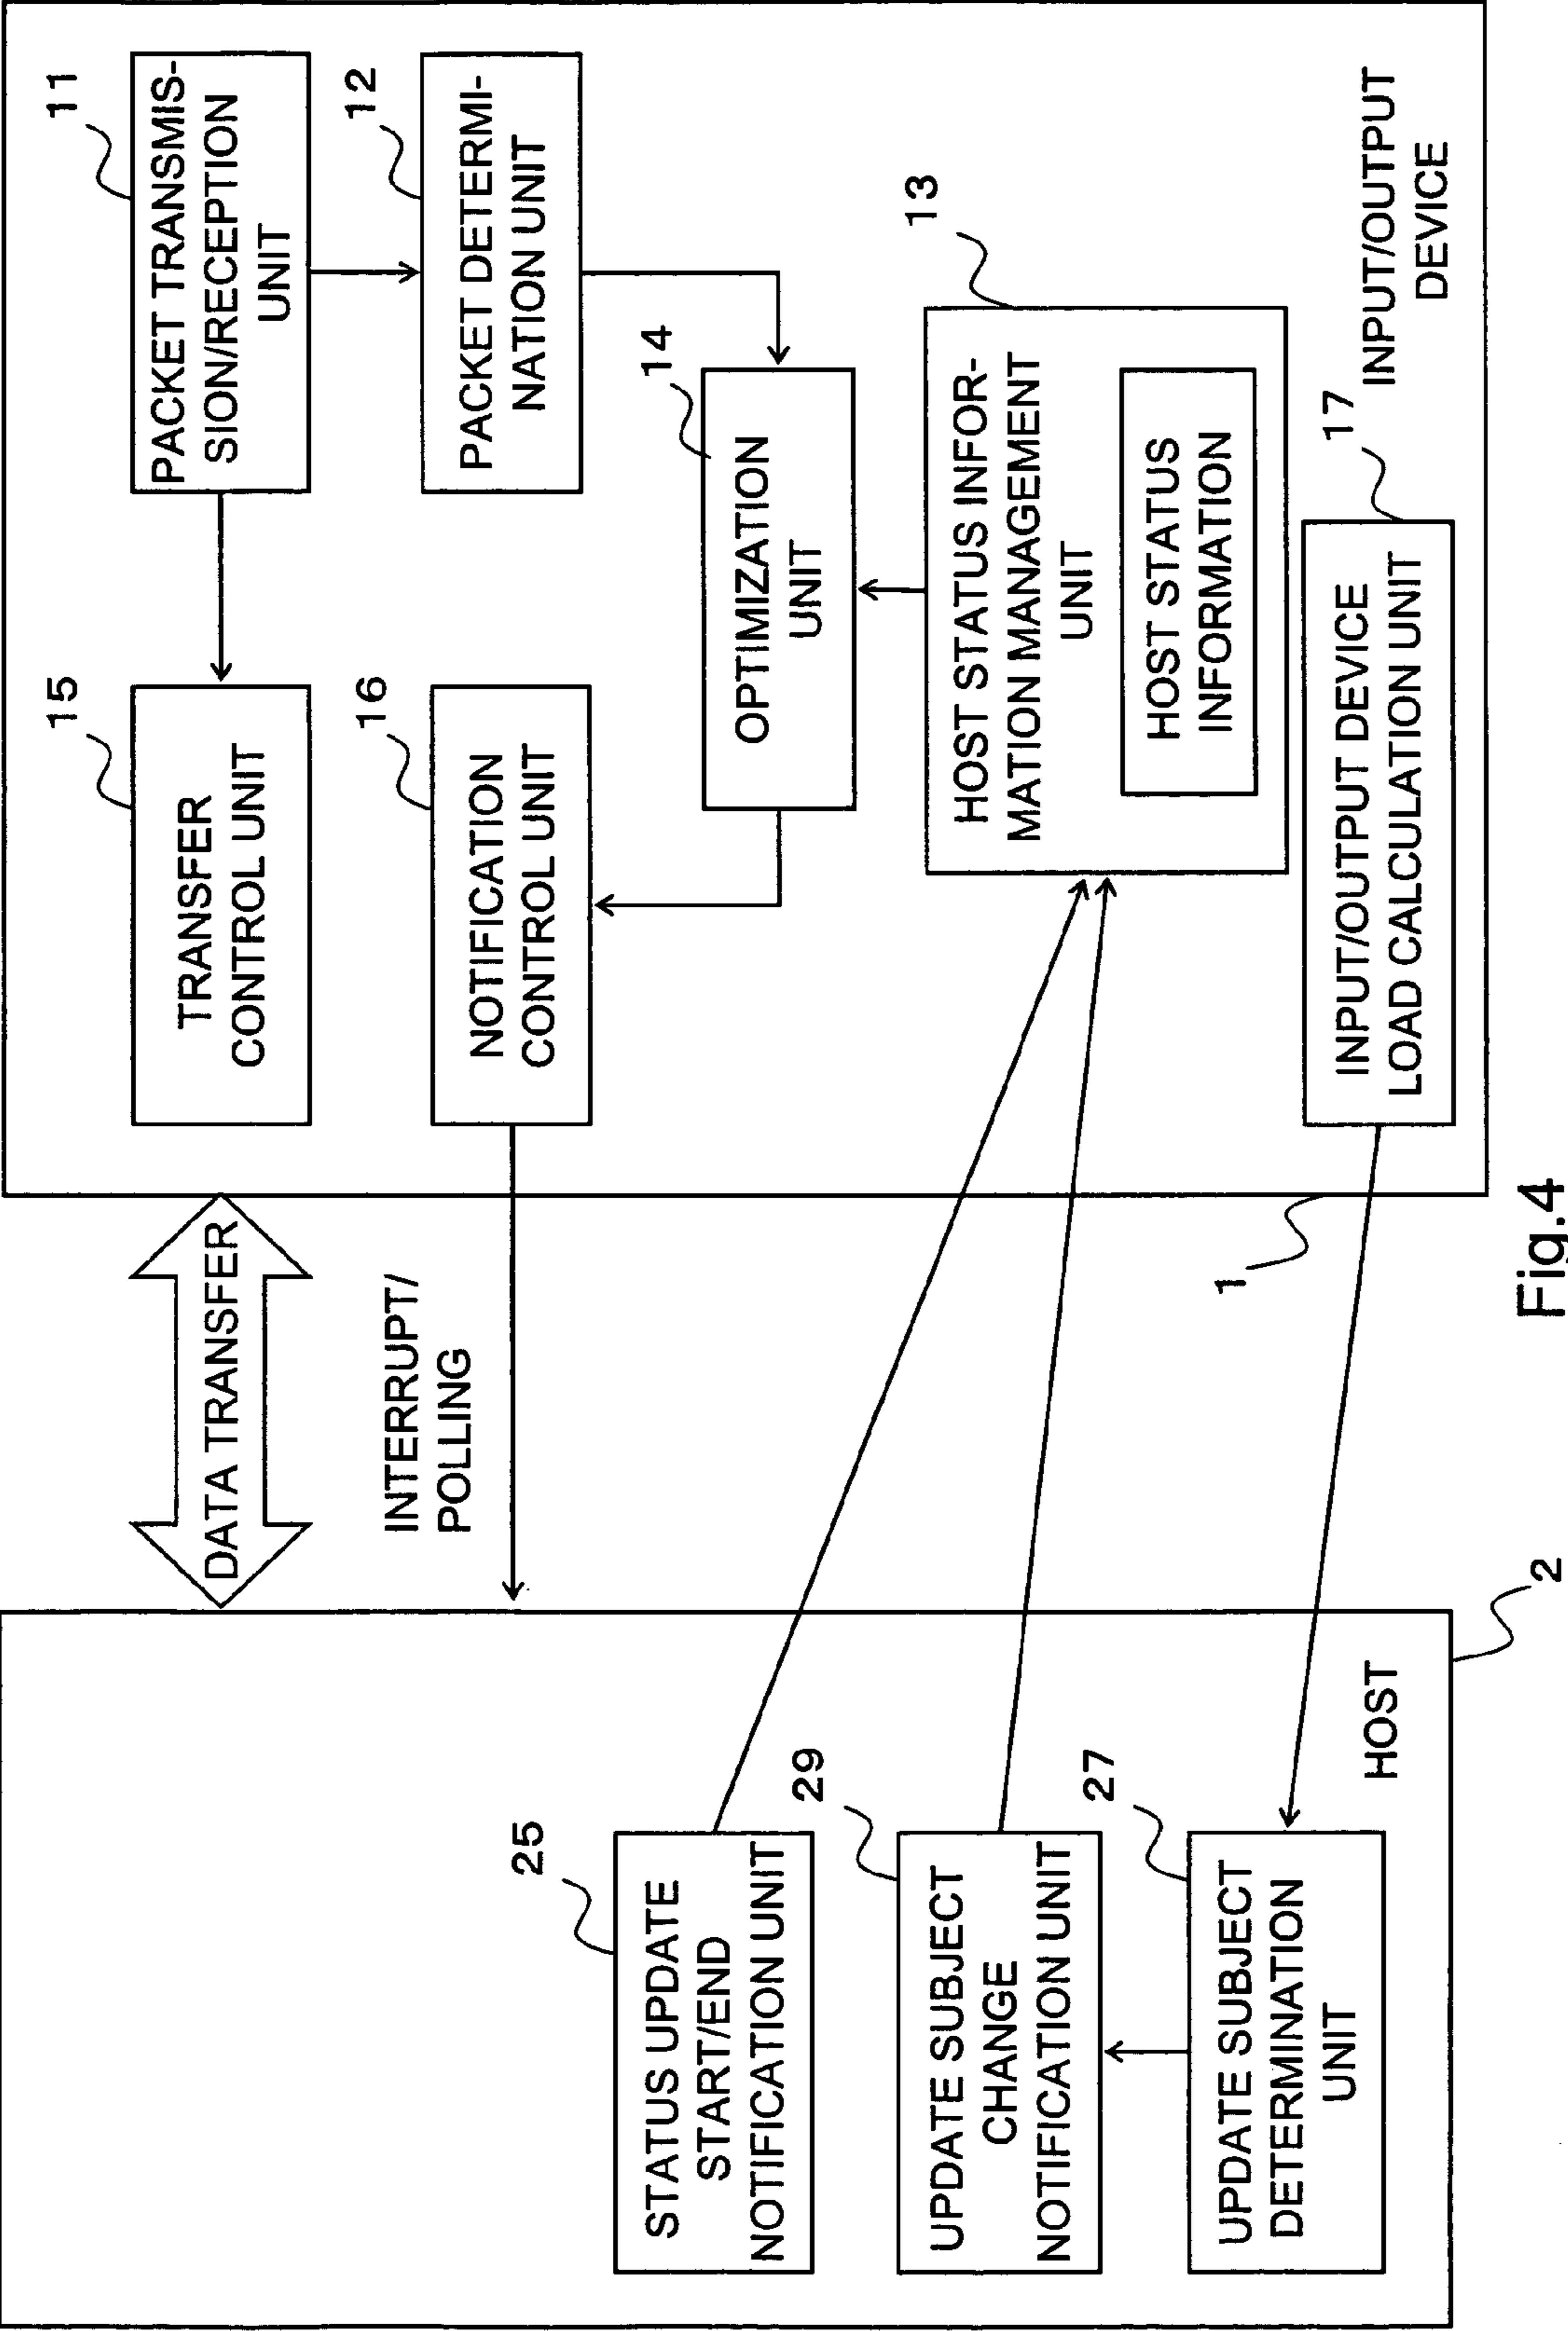 DATA TRANSFER
INTERRUPT/
POLLING
25
STATUS UPDATE
START/END
NOTIFICATION UNIT
29
UPDATE SUBJECT
CHANGE
NOTIFICATION UNIT
27
UPDATE SUBJECT
DETERMINATION
UNIT
HOST
2
15
TRANSFER
CONTROL UNIT
11
PACKET TRANSMIS-
SION/RECEPTION
UNIT
16
NOTIFICATION
CONTROL UNIT
12
PACKET DETERMI-
NATION UNIT
14
OPTIMIZATION
UNIT
13
HOST STATUS INFOR-
MATION MANAGEMENT
UNIT
HOST STATUS
INFORMATION
17
INPUT/OUTPUT DEVICE
LOAD CALCULATION UNIT
INPUT/OUTPUT
DEVICE
1
Fig.4